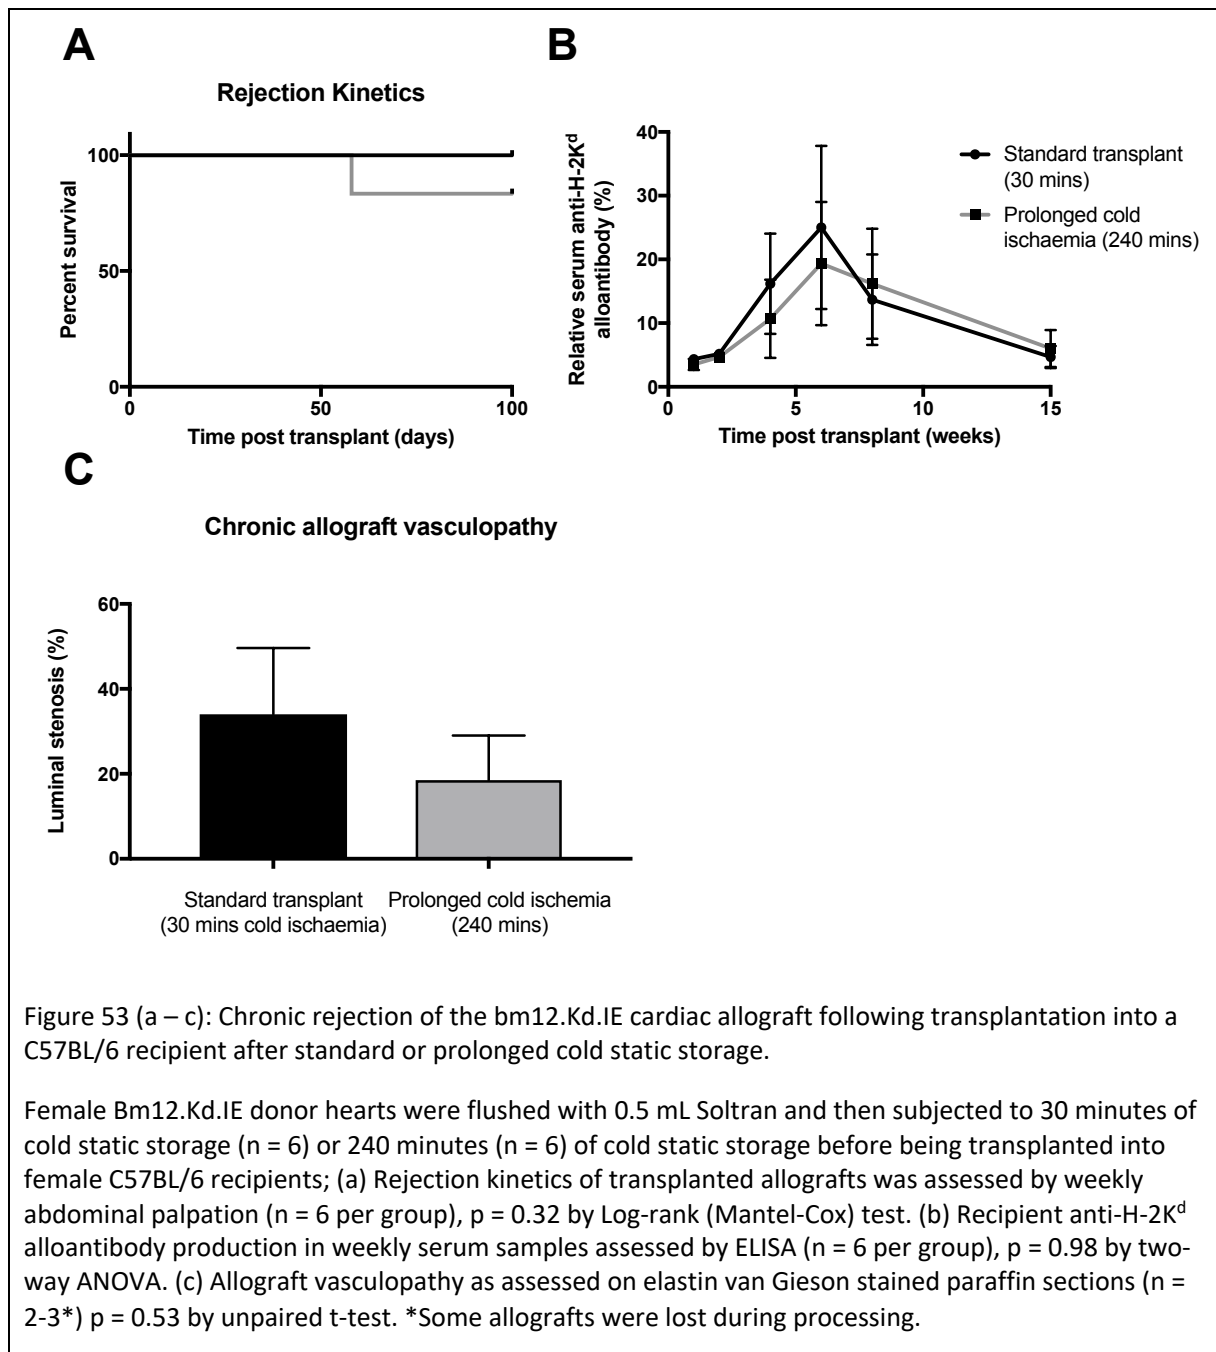 A
Rejection Kinetics
Percent survival
100
50
0
0
50
100
Time post transplant (days)
B
Relative serum anti-H-2Kᵈ
alloantibody (%)
40
30
20
10
0
0
5
10
15
Time post transplant (weeks)
Standard transplant
(30 mins)
Prolonged cold
ischaemia (240 mins)
C
Chronic allograft vasculopathy
Luminal stenosis (%)
60
40
20
0
Standard transplant
(30 mins cold ischaemia)
Prolonged cold ischemia
(240 mins)
Figure 53 (a – c): Chronic rejection of the bm12.Kd.IE cardiac allograft following transplantation into a
C57BL/6 recipient after standard or prolonged cold static storage.
Female Bm12.Kd.IE donor hearts were flushed with 0.5 mL Soltran and then subjected to 30 minutes of
cold static storage (n = 6) or 240 minutes (n = 6) of cold static storage before being transplanted into
female C57BL/6 recipients; (a) Rejection kinetics of transplanted allografts was assessed by weekly
abdominal palpation (n = 6 per group), p = 0.32 by Log-rank (Mantel-Cox) test. (b) Recipient anti-H-2Kᵈ
alloantibody production in weekly serum samples assessed by ELISA (n = 6 per group), p = 0.98 by two-
way ANOVA. (c) Allograft vasculopathy as assessed on elastin van Gieson stained paraffin sections (n =
2-3*) p = 0.53 by unpaired t-test. *Some allografts were lost during processing.